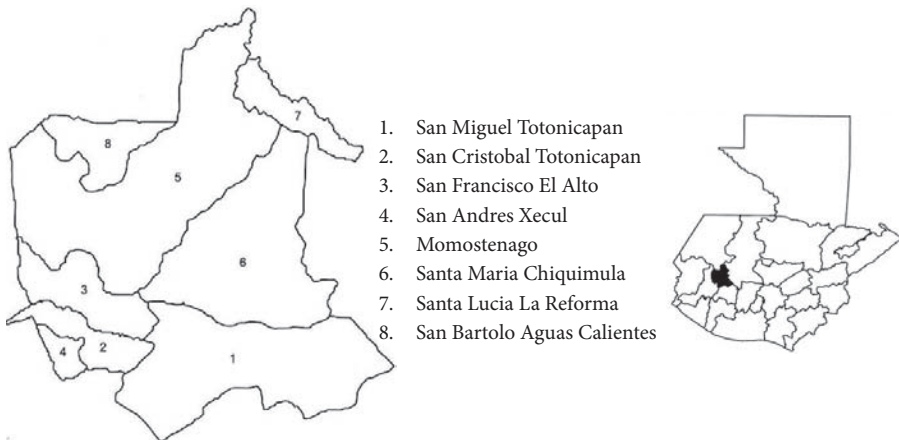 7
8
5
6
3
4
2
1
1. San Miguel Totonicapan
2. San Cristobal Totonicapan
3. San Francisco El Alto
4. San Andres Xecul
5. Momostenago
6. Santa Maria Chiquimula
7. Santa Lucia La Reforma
8. San Bartolo Aguas Calientes